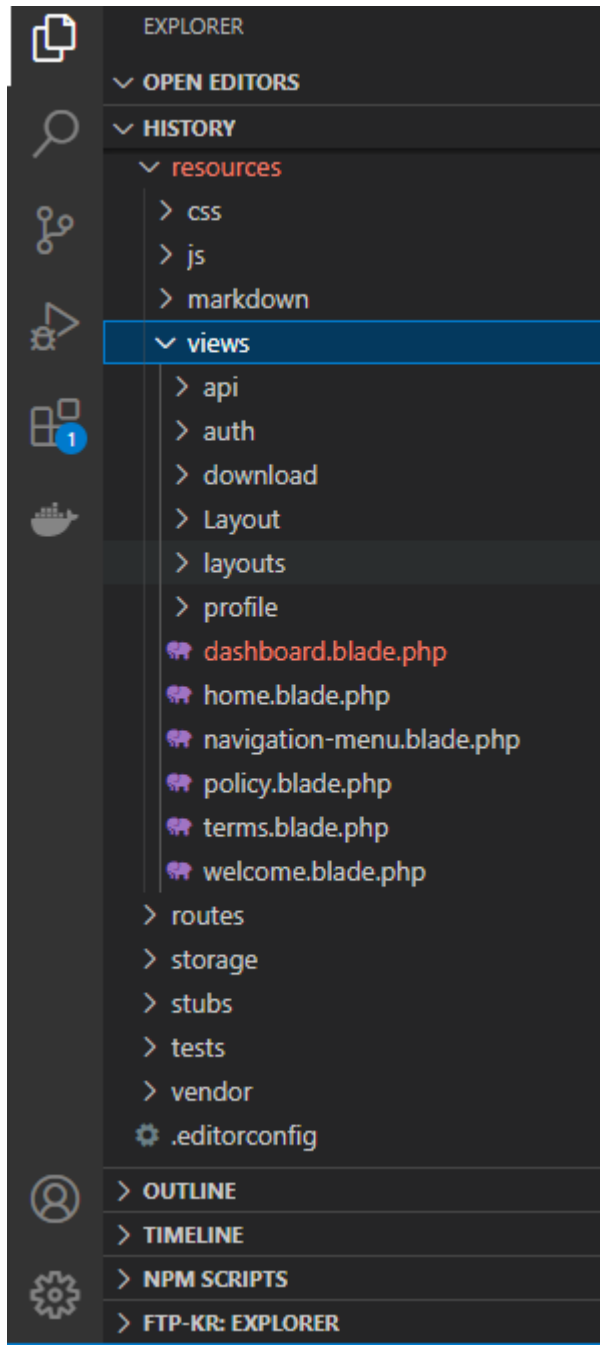 EXPLORER
OPEN EDITORS
HISTORY
resources
css
js
markdown
views
api
auth
download
Layout
layouts
profile
dashboard.blade.php
home.blade.php
navigation-menu.blade.php
policy.blade.php
terms.blade.php
welcome.blade.php
routes
storage
stubs
tests
vendor
.editorconfig
1
OUTLINE
TIMELINE
NPM SCRIPTS
FTP-KR: EXPLORER